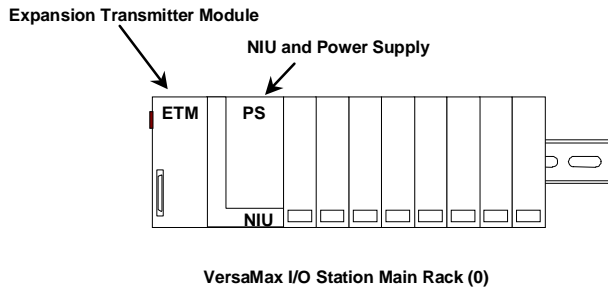 Expansion Transmitter Module
NIU and Power Supply
ETM
PS
NIU
VersaMax I/O Station Main Rack (0)